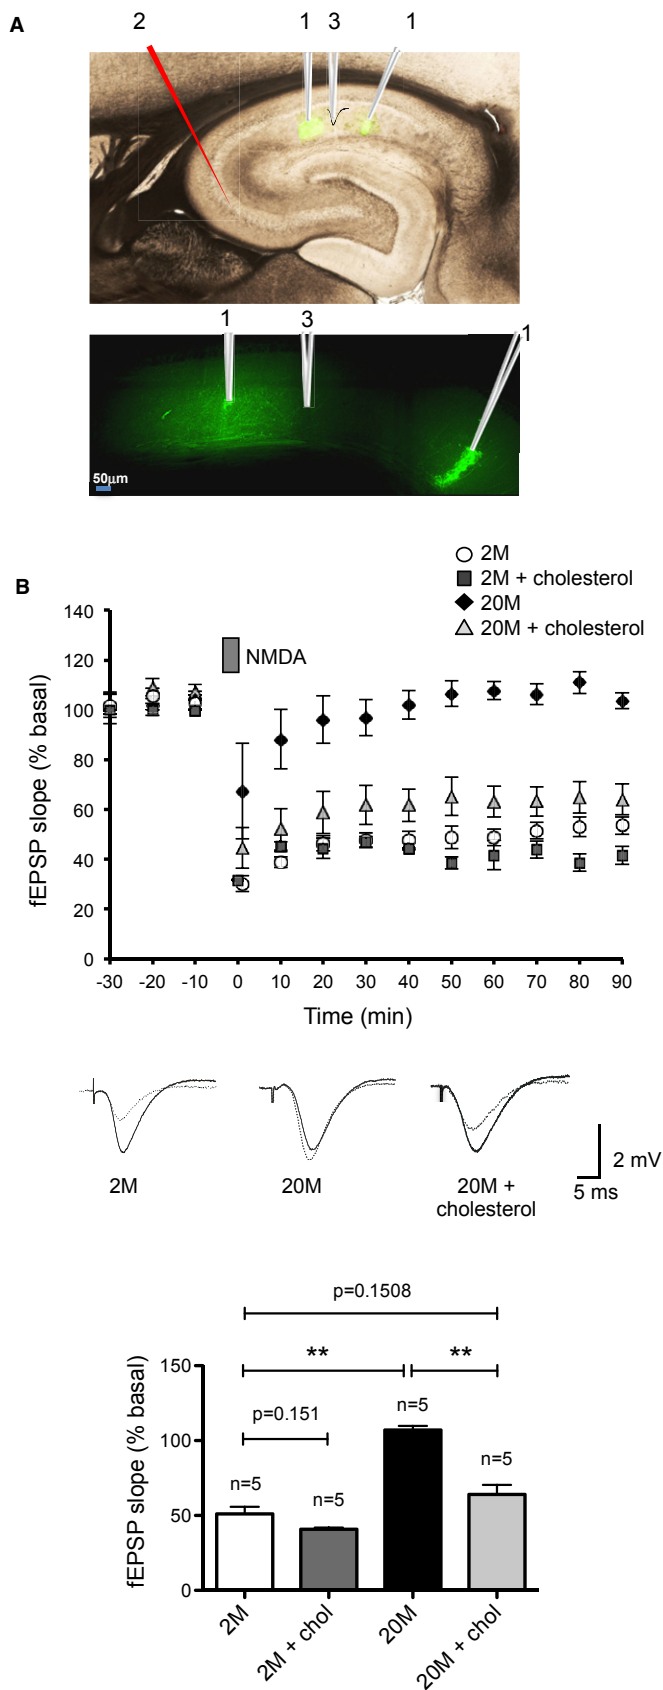 A
2 1 3 1
1 3 1
50μm
2M
2M + cholesterol
20M
20M + cholesterol
B
140
120
100
80
60
40
20
0
NMDA
fEPSP slope (% basal)
-30 -20 -10 0 10 20 30 40 50 60 70 80 90
Time (min)
2M
20M
20M +
cholesterol
2 mV
5 ms
p=0.1508
** **
p=0.151
n=5
n=5
n=5
n=5
150
100
50
0
fEPSP slope (% basal)
2M
2M + chol
20M
20M + chol